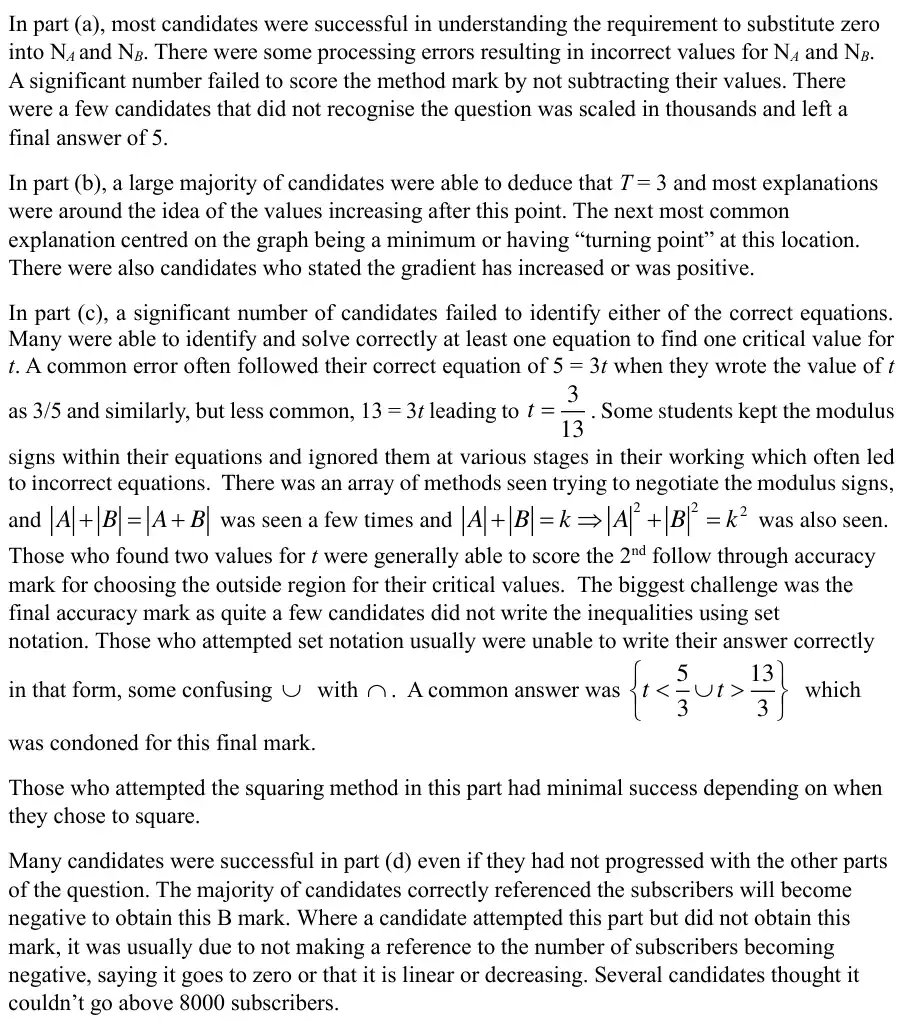 In part (a), most candidates were successful in understanding the requirement to substitute zero
into N_A and N_B. There were some processing errors resulting in incorrect values for N_A and N_B.
A significant number failed to score the method mark by not subtracting their values. There
were a few candidates that did not recognise the question was scaled in thousands and left a
final answer of 5.
In part (b), a large majority of candidates were able to deduce that T = 3 and most explanations
were around the idea of the values increasing after this point. The next most common
explanation centred on the graph being a minimum or having “turning point” at this location.
There were also candidates who stated the gradient has increased or was positive.
In part (c), a significant number of candidates failed to identify either of the correct equations.
Many were able to identify and solve correctly at least one equation to find one critical value for
t. A common error often followed their correct equation of 5 = 3t when they wrote the value of t
as 3/5 and similarly, but less common, 13 = 3t leading to t = 3/13. Some students kept the modulus
signs within their equations and ignored them at various stages in their working which often led
to incorrect equations. There was an array of methods seen trying to negotiate the modulus signs,
and |A| + |B| = |A + B| was seen a few times and |A| + |B| = k ⇒ |A|² + |B|² = k² was also seen.
Those who found two values for t were generally able to score the 2nd follow through accuracy
mark for choosing the outside region for their critical values. The biggest challenge was the
final accuracy mark as quite a few candidates did not write the inequalities using set
notation. Those who attempted set notation usually were unable to write their answer correctly
in that form, some confusing ∪ with ∩. A common answer was {t < 5/3 ∪ t > 13/3} which
was condoned for this final mark.
Those who attempted the squaring method in this part had minimal success depending on when
they chose to square.
Many candidates were successful in part (d) even if they had not progressed with the other parts
of the question. The majority of candidates correctly referenced the subscribers will become
negative to obtain this B mark. Where a candidate attempted this part but did not obtain this
mark, it was usually due to not making a reference to the number of subscribers becoming
negative, saying it goes to zero or that it is linear or decreasing. Several candidates thought it
couldn’t go above 8000 subscribers.